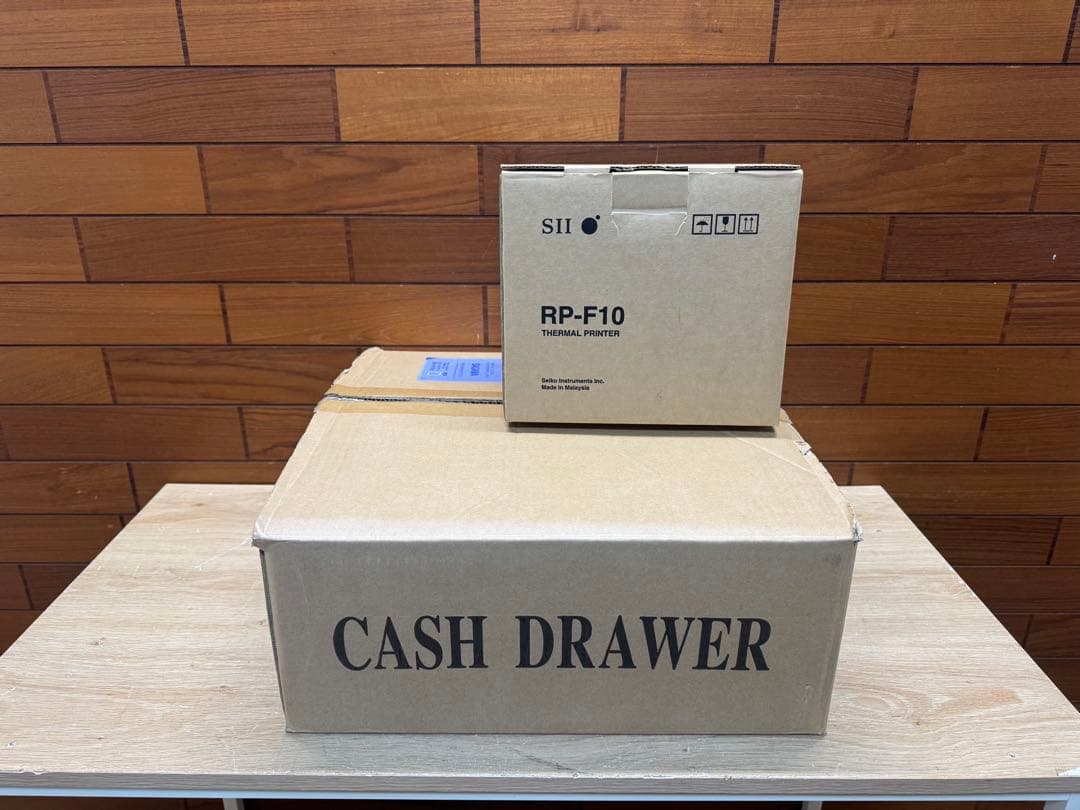 SII
RP-F10
THERMAL PRINTER
Seiko Instruments Inc.
Made in Malaysia
CASH DRAWER